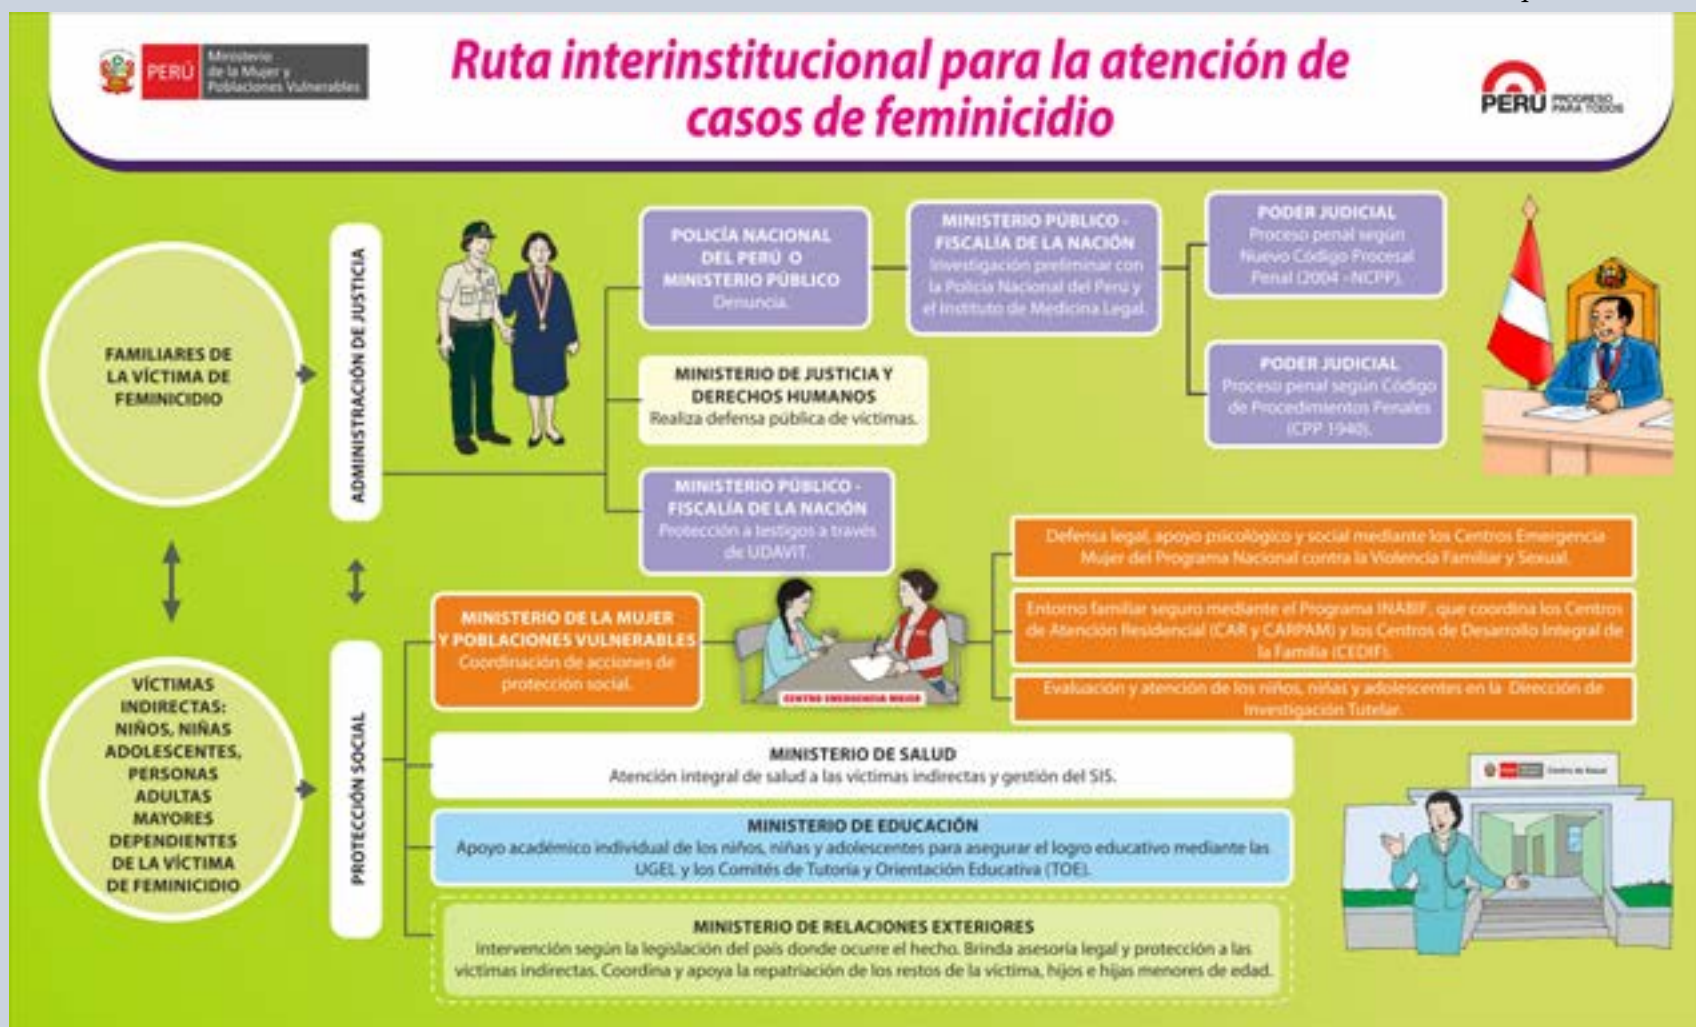 PERÚ
Ministerio
de la Mujer y
Poblaciones Vulnerables
Ruta interinstitucional para la atención de
casos de feminicidio
PERÚ
PROGRESO
PARA TODOS
FAMILIARES DE
LA VÍCTIMA DE
FEMINICIDIO
ADMINISTRACIÓN DE JUSTICIA
POLICÍA NACIONAL
DEL PERÚ O
MINISTERIO PÚBLICO
Denuncia.
MINISTERIO PÚBLICO -
FISCALÍA DE LA NACIÓN
Investigación preliminar con
la Policía Nacional del Perú y
el Instituto de Medicina Legal.
PODER JUDICIAL
Proceso penal según
Nuevo Código Procesal
Penal (2004 -NCPP).
PODER JUDICIAL
Proceso penal según Código
de Procedimientos Penales
(CPP 1940).
MINISTERIO DE JUSTICIA Y
DERECHOS HUMANOS
Realiza defensa pública de víctimas.
MINISTERIO PÚBLICO -
FISCALÍA DE LA NACIÓN
Protección a testigos a través
de UDAVIT.
VÍCTIMAS
INDIRECTAS:
NIÑOS, NIÑAS
ADOLESCENTES,
PERSONAS
ADULTAS
MAYORES
DEPENDIENTES
DE LA VÍCTIMA
DE FEMINICIDIO
PROTECCIÓN SOCIAL
MINISTERIO DE LA MUJER
Y POBLACIONES VULNERABLES
Coordinación de acciones de
protección social.
CENTRO EMERGENCIA MUJER
Defensa legal, apoyo psicológico y social mediante los Centros Emergencia
Mujer del Programa Nacional contra la Violencia Familiar y Sexual.
Entorno familiar seguro mediante el Programa INABIF, que coordina los Centros
de Atención Residencial (CAR y CARPAM) y los Centros de Desarrollo Integral de
la Familia (CEDIF).
Evaluación y atención de los niños, niñas y adolescentes en la Dirección de
Investigación Tutelar.
MINISTERIO DE SALUD
Atención integral de salud a las víctimas indirectas y gestión del SIS.
MINISTERIO DE EDUCACIÓN
Apoyo académico individual de los niños, niñas y adolescentes para asegurar el logro educativo mediante las
UGEL y los Comités de Tutoría y Orientación Educativa (TOE).
Centro de Salud
MINISTERIO DE RELACIONES EXTERIORES
Intervención según la legislación del país donde ocurre el hecho. Brinda asesoría legal y protección a las
víctimas indirectas. Coordina y apoya la repatriación de los restos de la víctima, hijos e hijas menores de edad.